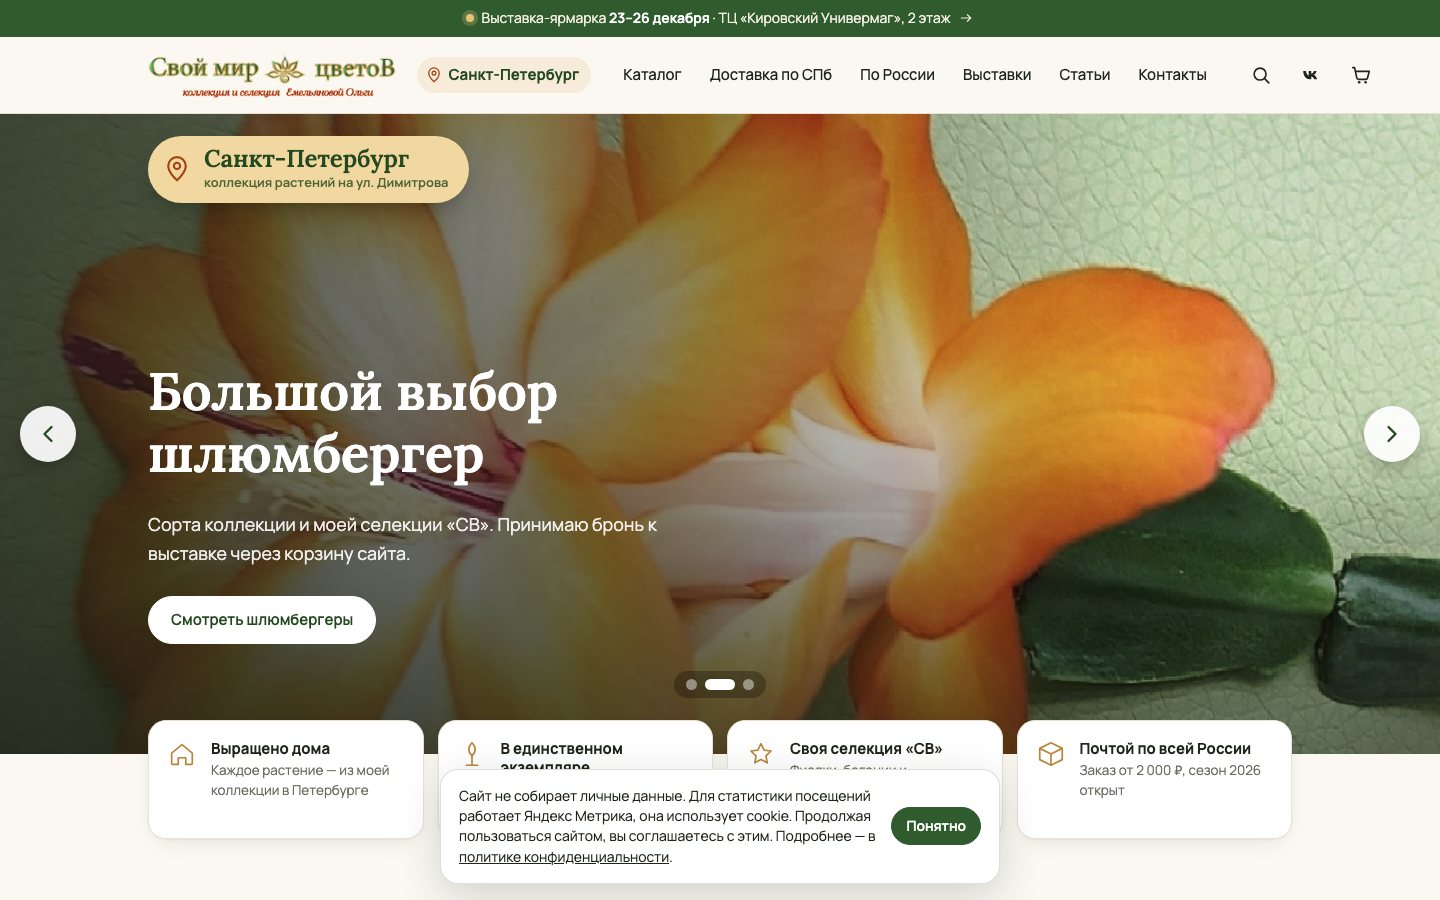 Выставка-ярмарка 23–26 декабря · ТЦ «Кировский Универмаг», 2 этаж →
Свой мир цветоВ
коллекция и селекция Емельяновой Ольги
Санкт-Петербург
Каталог
Доставка по СПб
По России
Выставки
Статьи
Контакты
Санкт-Петербург
коллекция растений на ул. Димитрова
Большой выбор
шлюмбергер
Сорта коллекции и моей селекции «СВ». Принимаю бронь к
выставке через корзину сайта.
Смотреть шлюмбергеры
Выращено дома
Каждое растение — из моей
коллекции в Петербурге
В единственном
экземпляре
Своя селекция «СВ»
Фиалки, бегонии и
Почтой по всей России
Заказ от 2 000 ₽, сезон 2026
открыт
Сайт не собирает личные данные. Для статистики посещений
работает Яндекс Метрика, она использует cookie. Продолжая
пользоваться сайтом, вы соглашаетесь с этим. Подробнее — в
политике конфиденциальности.
Понятно